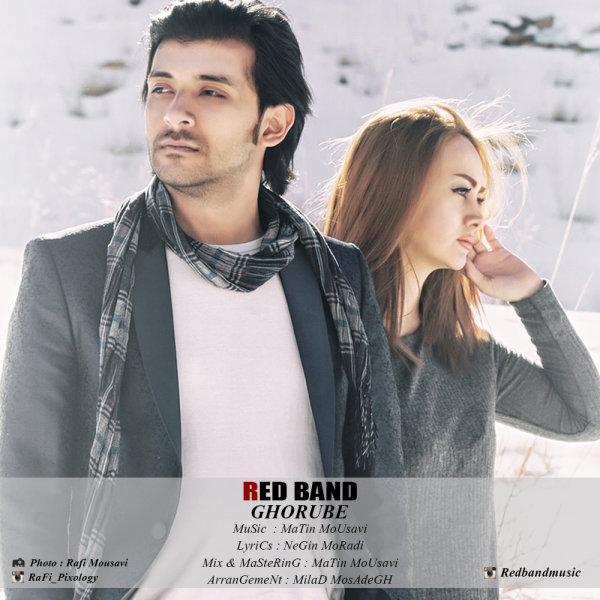 RED BAND
GHORUBE
MuSic : MaTin MoUsavi
LyriCs : NeGin MoRadi
Mix & MaSteRinG : MaTin MoUsavi
ArranGemeNt : MilaD MosAdeGH
Photo : Rafi Mousavi
RaFi_Pixology
Redbandmusic